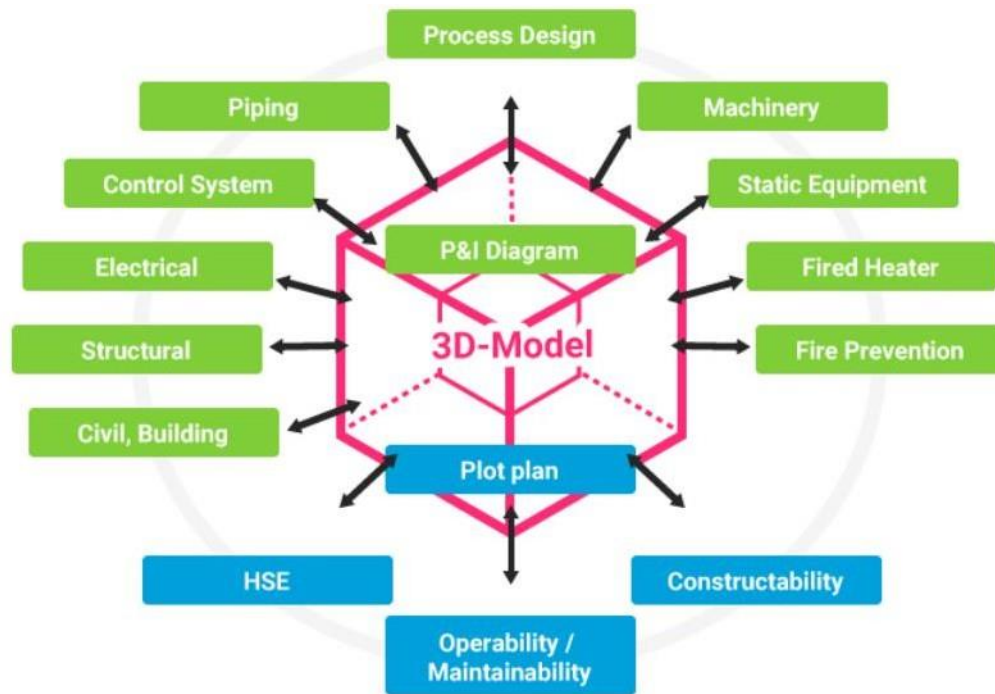 Process Design
Piping
Machinery
Control System
Static Equipment
P&I Diagram
Electrical
Fired Heater
3D-Model
Structural
Fire Prevention
Civil, Building
Plot plan
HSE
Constructability
Operability /
Maintainability